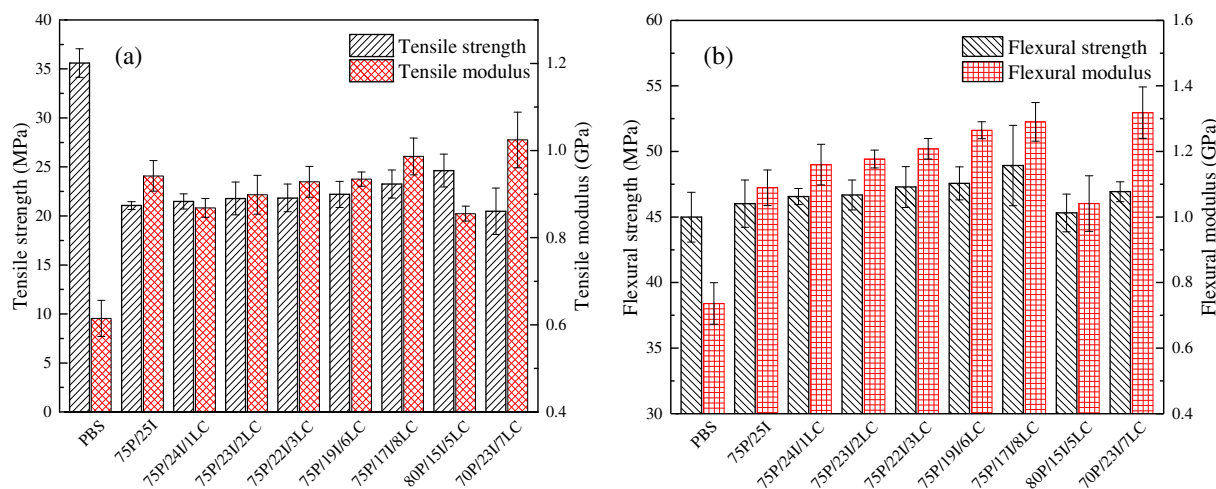 (a)
Tensile strength
Tensile modulus
Tensile strength (MPa)
40
35
30
25
20
15
10
5
0
Tensile modulus (GPa)
1.2
1.0
0.8
0.6
0.4
PBS
75P/25I
75P/24I/1LC
75P/23I/2LC
75P/22I/3LC
75P/19I/6LC
75P/17I/8LC
80P/15I/5LC
70P/23I/7LC
(b)
Flexural strength
Flexural modulus
Flexural strength (MPa)
60
55
50
45
40
35
30
Flexural modulus (GPa)
1.6
1.4
1.2
1.0
0.8
0.6
0.4
PBS
75P/25I
75P/24I/1LC
75P/23I/2LC
75P/22I/3LC
75P/19I/6LC
75P/17I/8LC
80P/15I/5LC
70P/23I/7LC